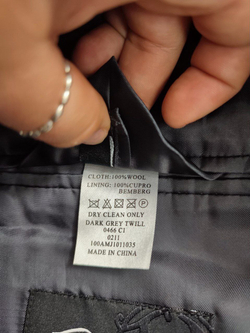 CLOTH:100%WOOL
LINING: 100%CUPRO
BEMBERG
DRY CLEAN ONLY
DARK GREY TWILL
0466 C1
0211
100AMJ1011035
MADE IN CHINA